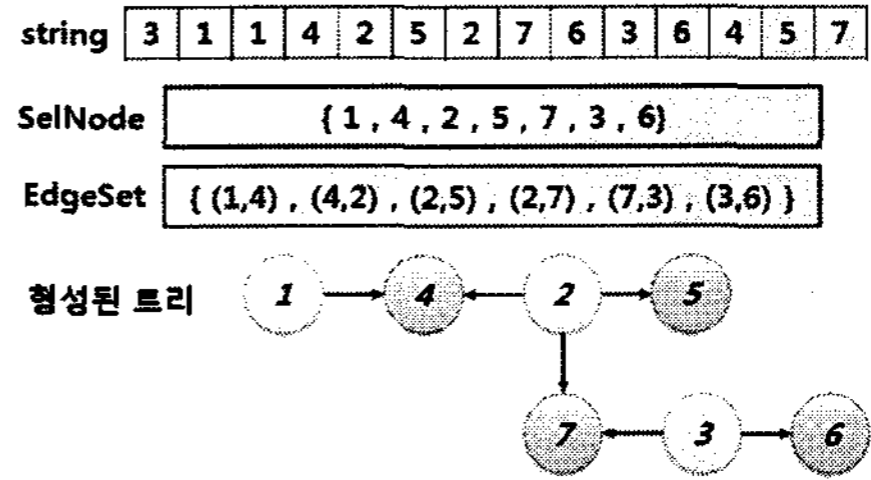 string 3 1 1 4 2 5 2 7 6 3 6 4 5 7
SelNode { 1 , 4 , 2 , 5 , 7 , 3 , 6}
EdgeSet { (1,4) , (4,2) , (2,5) , (2,7) , (7,3) , (3,6) }
형성된 트리 1 4 2 5
7 3 6